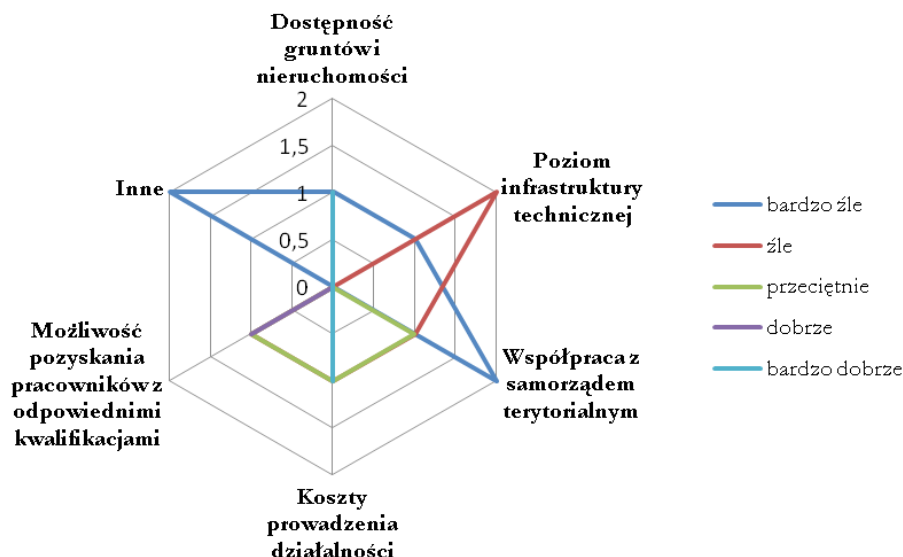 Dostępność
gruntów i
nieruchomości
2
1,5
1
0,5
0
Poziom
infrastruktury
technicznej
Współpraca z
samorządem
terytorialnym
Koszty
prowadzenia
działalności
Możliwość
pozyskania
pracowników z
odpowiednimi
kwalifikacjami
Inne
bardzo źle
źle
przeciętnie
dobrze
bardzo dobrze